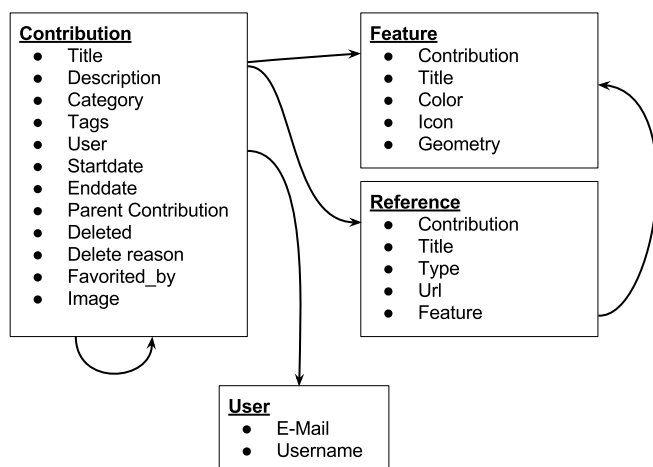 Contribution
● Title
● Description
● Category
● Tags
● User
● Startdate
● Enddate
● Parent Contribution
● Deleted
● Delete reason
● Favorited_by
● Image
Feature
● Contribution
● Title
● Color
● Icon
● Geometry
Reference
● Contribution
● Title
● Type
● Url
● Feature
User
● E-Mail
● Username